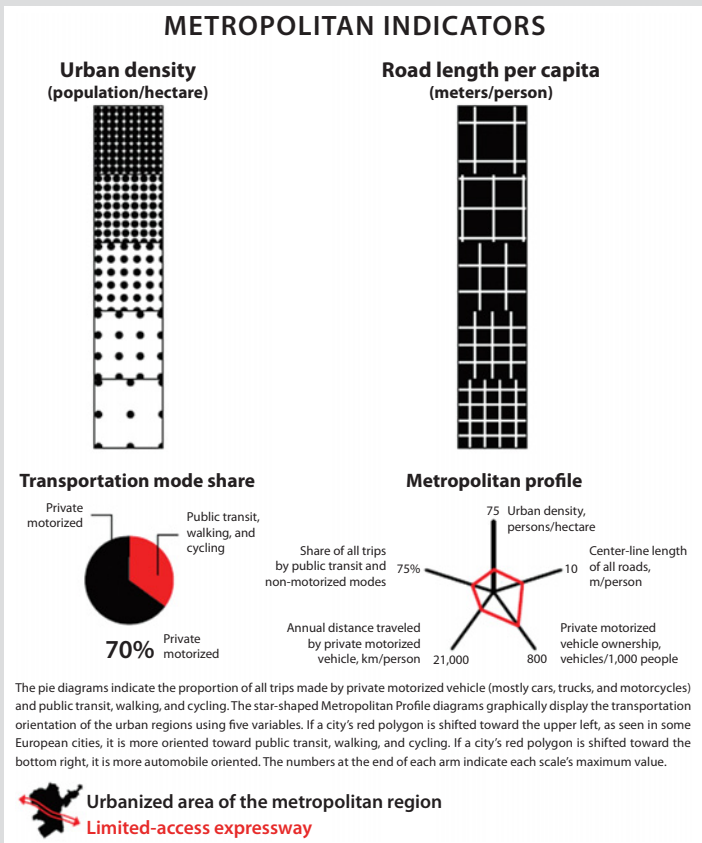 METROPOLITAN INDICATORS
Urban density
(population/hectare)
Road length per capita
(meters/person)
Transportation mode share
Private
motorized
Public transit,
walking, and
cycling
70% Private
motorized
Metropolitan profile
75 Urban density,
persons/hectare
Share of all trips
by public transit and
non-motorized modes
75%
10
Center-line length
of all roads,
m/person
Annual distance traveled
by private motorized
vehicle, km/person
21,000
800
Private motorized
vehicle ownership,
vehicles/1,000 people
The pie diagrams indicate the proportion of all trips made by private motorized vehicle (mostly cars, trucks, and motorcycles)
and public transit, walking, and cycling. The star-shaped Metropolitan Profile diagrams graphically display the transportation
orientation of the urban regions using five variables. If a city's red polygon is shifted toward the upper left, as seen in some
European cities, it is more oriented toward public transit, walking, and cycling. If a city's red polygon is shifted toward the
bottom right, it is more automobile oriented. The numbers at the end of each arm indicate each scale's maximum value.
Urbanized area of the metropolitan region
Limited-access expressway